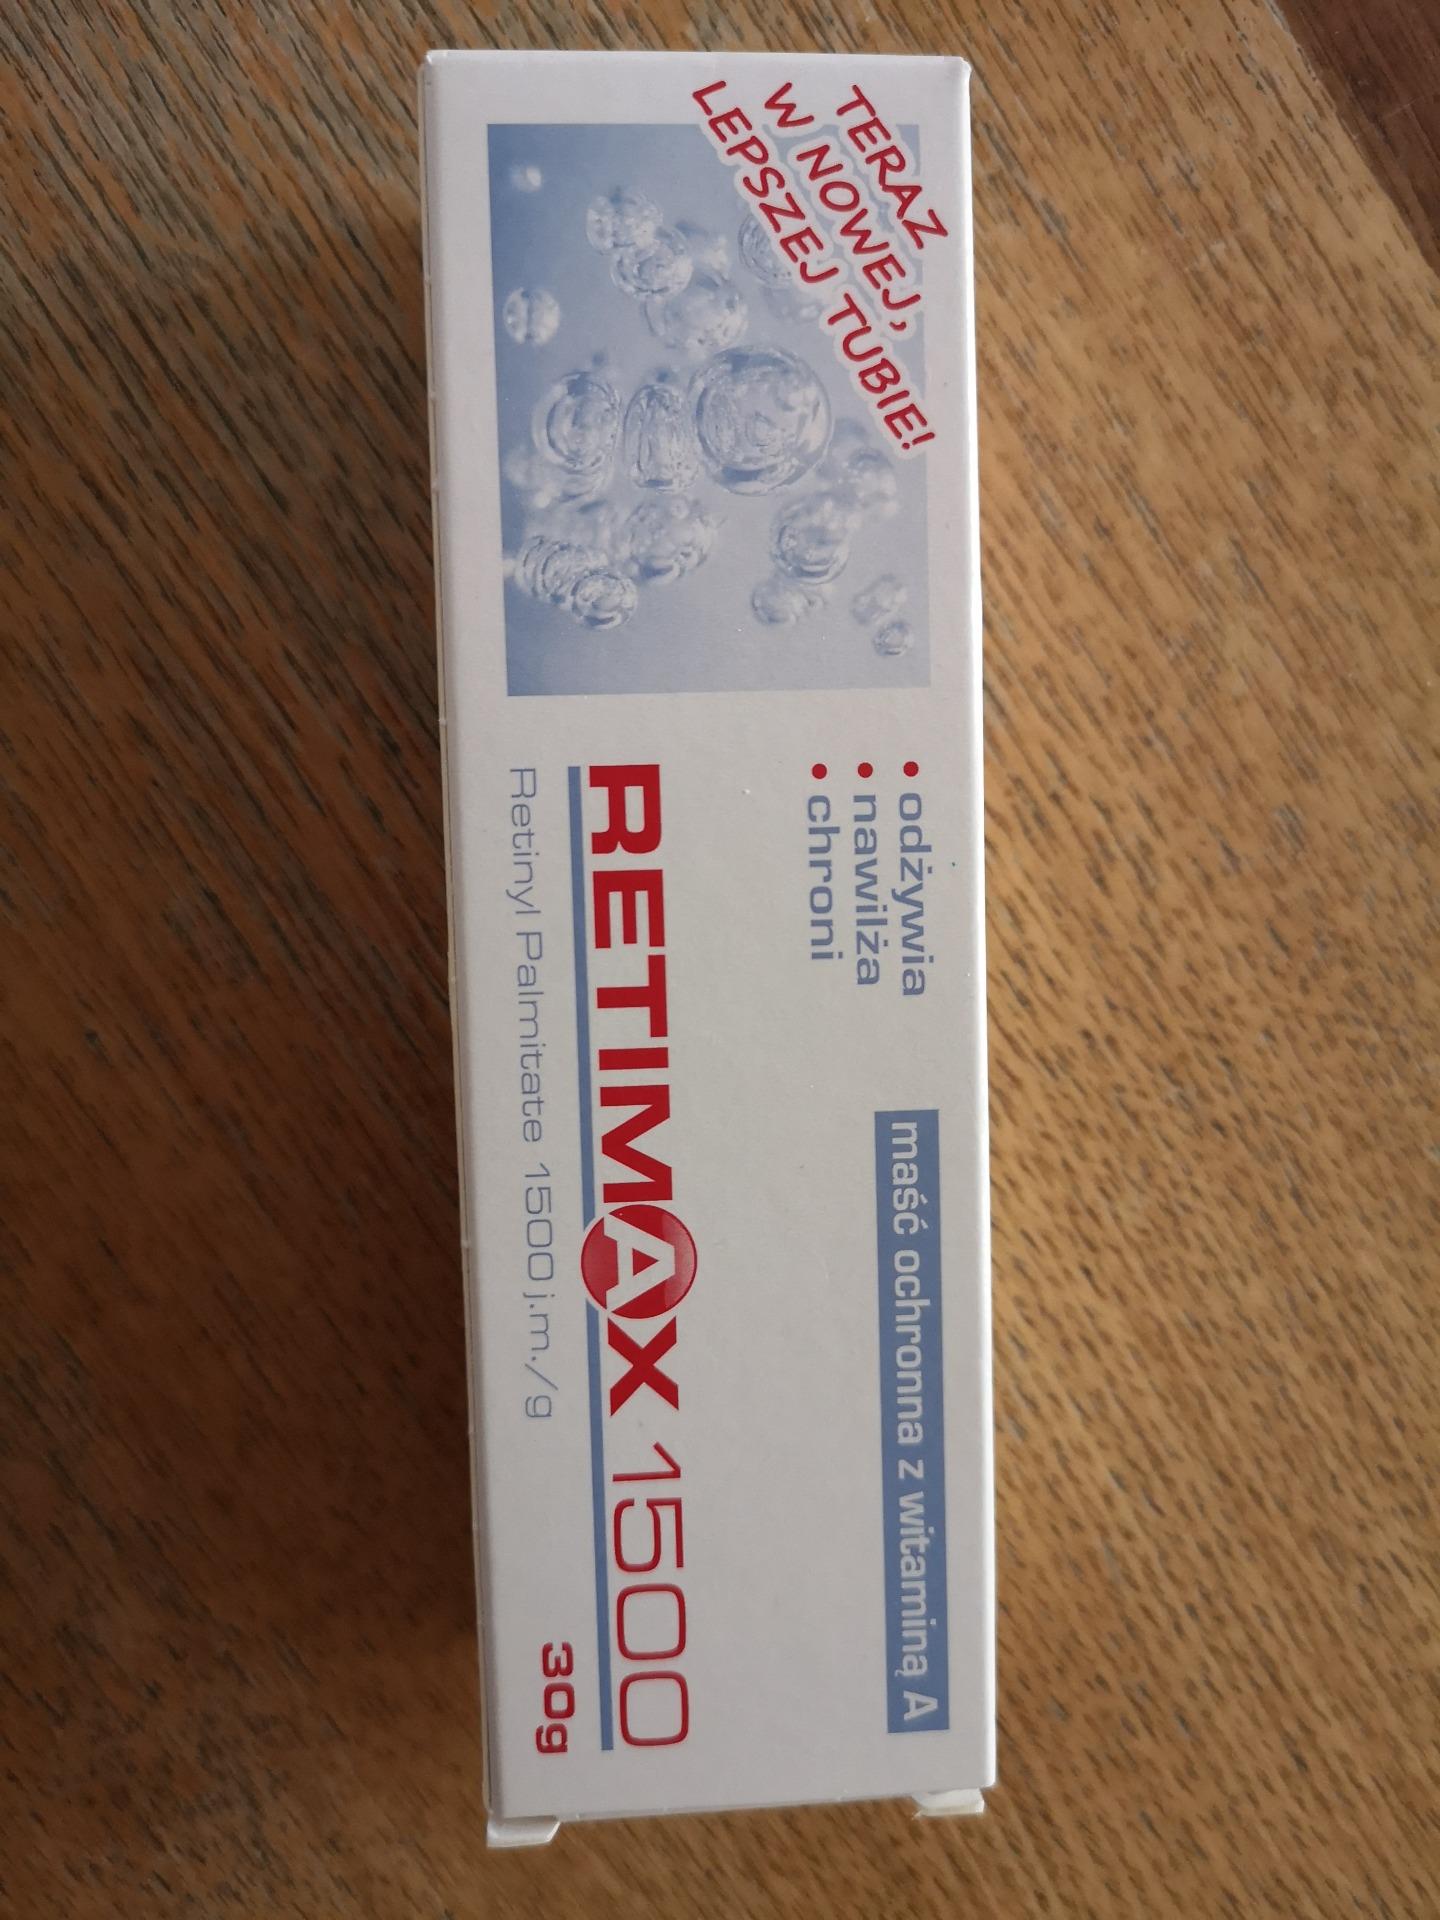 TERAZ
W NOWEJ,
LEPSZEJ TUBIE!
• odżywia
• nawilża
• chroni
maść ochronna z witaminą A
RETIMAX 1500
Retinyl Palmitate 1500 j.m./g
30g